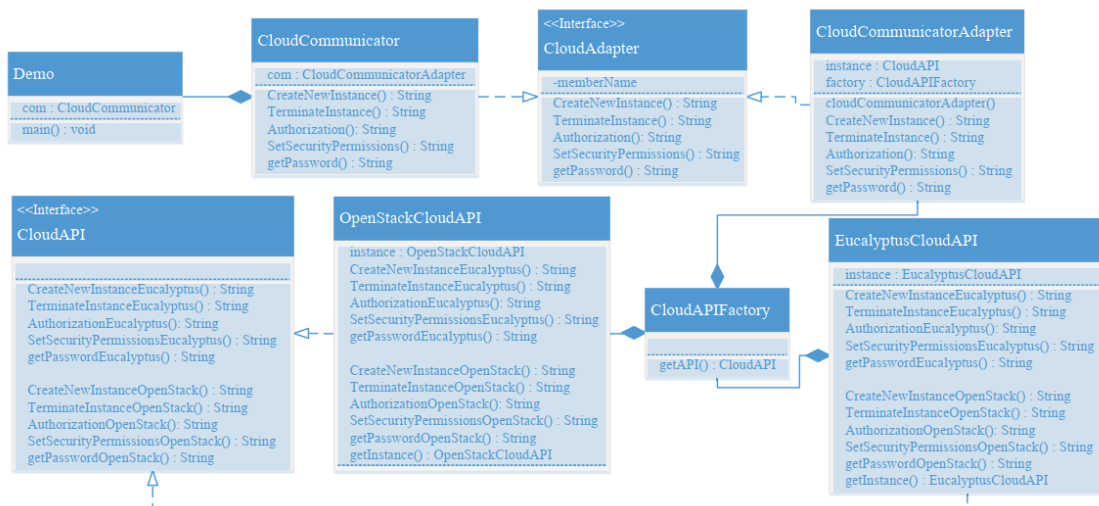 Demo
com : CloudCommunicator
main() : void
CloudCommunicator
com : CloudCommunicatorAdapter
CreateNewInstance() : String
TerminateInstance() : String
Authorization(): String
SetSecurityPermissions() : String
getPassword() : String
<<Interface>>
CloudAdapter
-memberName
CreateNewInstance() : String
TerminateInstance() : String
Authorization(): String
SetSecurityPermissions() : String
getPassword() : String
CloudCommunicatorAdapter
instance : CloudAPI
factory : CloudAPIFactory
cloudCommunicatorAdapter()
CreateNewInstance() : String
TerminateInstance() : String
Authorization(): String
SetSecurityPermissions() : String
getPassword() : String
<<Interface>>
CloudAPI
CreateNewInstanceEucalyptus() : String
TerminateInstanceEucalyptus() : String
AuthorizationEucalyptus(): String
SetSecurityPermissionsEucalyptus() : String
getPasswordEucalyptus() : String
CreateNewInstanceOpenStack() : String
TerminateInstanceOpenStack() : String
AuthorizationOpenStack(): String
SetSecurityPermissionsOpenStack() : String
getPasswordOpenStack() : String
OpenStackCloudAPI
instance : OpenStackCloudAPI
CreateNewInstanceEucalyptus() : String
TerminateInstanceEucalyptus() : String
AuthorizationEucalyptus(): String
SetSecurityPermissionsEucalyptus() : String
getPasswordEucalyptus() : String
CreateNewInstanceOpenStack() : String
TerminateInstanceOpenStack() : String
AuthorizationOpenStack(): String
SetSecurityPermissionsOpenStack() : String
getPasswordOpenStack() : String
getInstance() : OpenStackCloudAPI
CloudAPIFactory
getAPI() : CloudAPI
EucalyptusCloudAPI
instance : EucalyptusCloudAPI
CreateNewInstanceEucalyptus() : String
TerminateInstanceEucalyptus() : String
AuthorizationEucalyptus(): String
SetSecurityPermissionsEucalyptus() : String
getPasswordEucalyptus() : String
CreateNewInstanceOpenStack() : String
TerminateInstanceOpenStack() : String
AuthorizationOpenStack(): String
SetSecurityPermissionsOpenStack() : String
getPasswordOpenStack() : String
getInstance() : EucalyptusCloudAPI